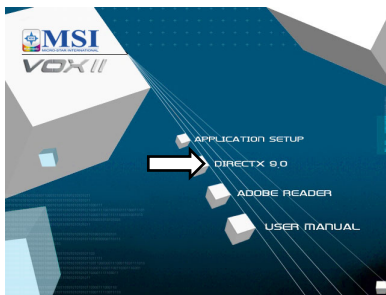 MSI
MICRO-STAR INTERNATIONAL
VOX II
APPLICATION SETUP
DIRECTX 9.0
ADOBE READER
USER MANUAL